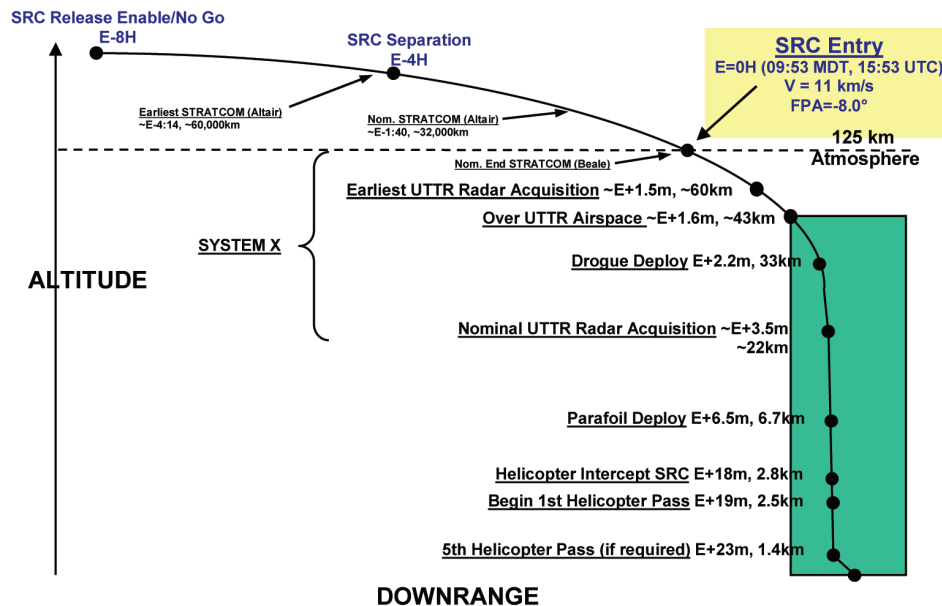 SRC Release Enable/No Go
E-8H
SRC Separation
E-4H
SRC Entry
E=0H (09:53 MDT, 15:53 UTC)
V = 11 km/s
FPA=-8.0°
Earliest STRATCOM (Altair)
~E-4:14, ~60,000km
Nom. STRATCOM (Altair)
~E-1:40, ~32,000km
125 km
Atmosphere
Nom. End STRATCOM (Beale)
Earliest UTTR Radar Acquisition ~E+1.5m, ~60km
Over UTTR Airspace ~E+1.6m, ~43km
SYSTEM X
Drogue Deploy E+2.2m, 33km
ALTITUDE
Nominal UTTR Radar Acquisition ~E+3.5m
~22km
Parafoil Deploy E+6.5m, 6.7km
Helicopter Intercept SRC E+18m, 2.8km
Begin 1st Helicopter Pass E+19m, 2.5km
5th Helicopter Pass (if required) E+23m, 1.4km
DOWNRANGE